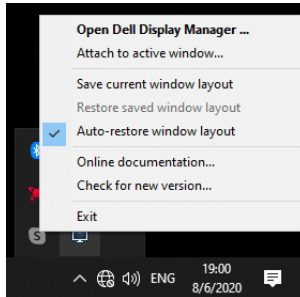 Open Dell Display Manager ...
Attach to active window...
Save current window layout
Restore saved window layout
Auto-restore window layout
Online documentation...
Check for new version...
Exit
S
ENG
19:00
8/6/2020